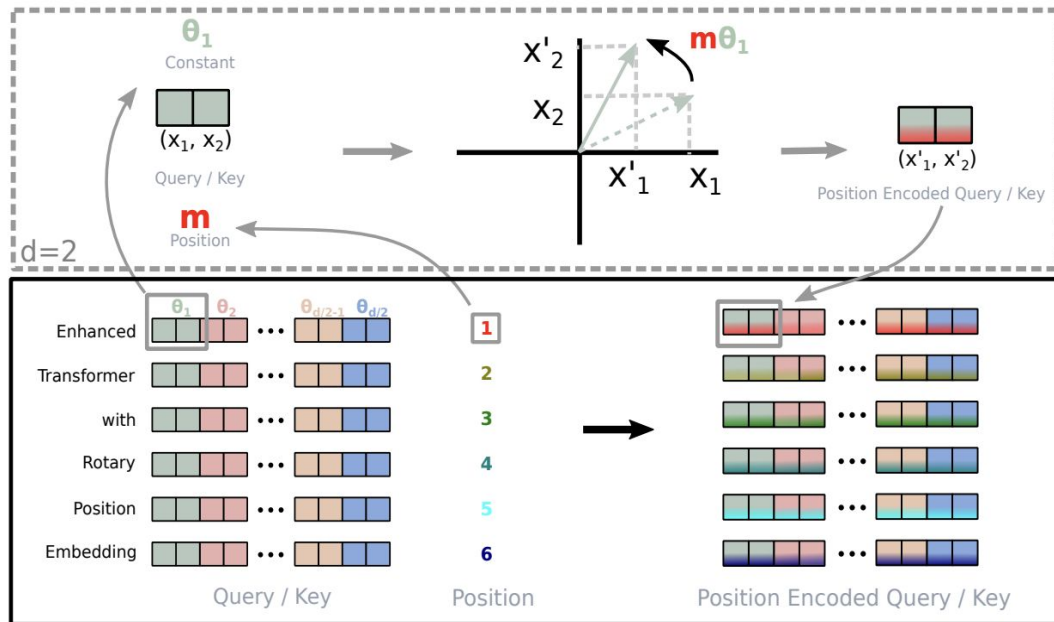 θ₁
Constant
(x₁, x₂)
Query / Key
m
Position
d=2
x'₂
x₂
x'₁
x₁
mθ₁
(x'₁, x'₂)
Position Encoded Query / Key
θ₁ θ₂ ••• θd/2-1 θd/2
Enhanced ••• 1 •••
Transformer ••• 2 •••
with ••• 3 •••
Rotary ••• 4 •••
Position ••• 5 •••
Embedding ••• 6 •••
Query / Key Position Position Encoded Query / Key